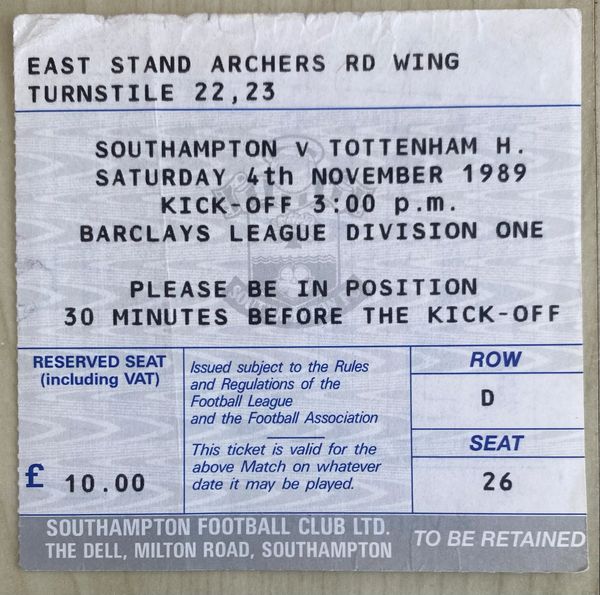 EAST STAND ARCHERS RD WING
TURNSTILE 22,23
SOUTHAMPTON V TOTTENHAM H.
SATURDAY 4th NOVEMBER 1989
KICK-OFF 3:00 p.m.
BARCLAYS LEAGUE DIVISION ONE
PLEASE BE IN POSITION
30 MINUTES BEFORE THE KICK-OFF
RESERVED SEAT
(including VAT)
£ 10.00
Issued subject to the Rules
and Regulations of the
Football League
and the Football Association
This ticket is valid for the
above Match on whatever
date it may be played.
ROW
D
SEAT
26
SOUTHAMPTON FOOTBALL CLUB LTD.
THE DELL, MILTON ROAD, SOUTHAMPTON
TO BE RETAINED